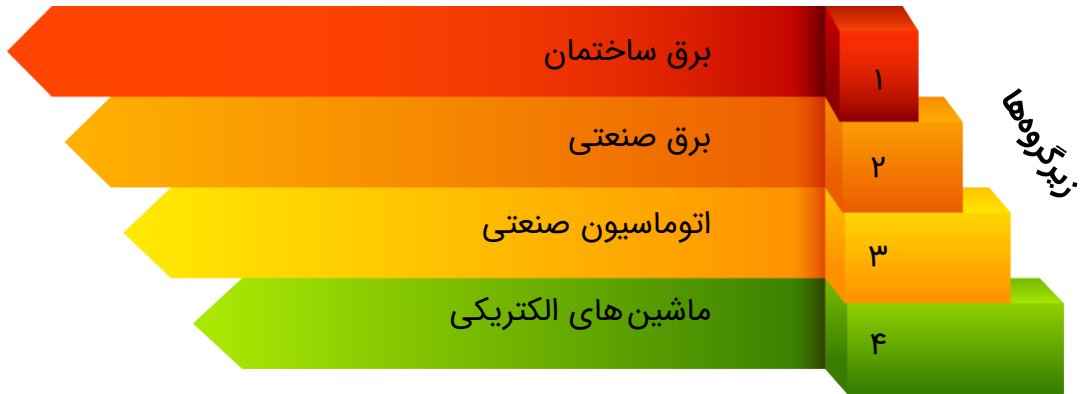 زیرگروه‌ها
۱ برق ساختمان
۲ برق صنعتی
۳ اتوماسیون صنعتی
۴ ماشین های الکتریکی